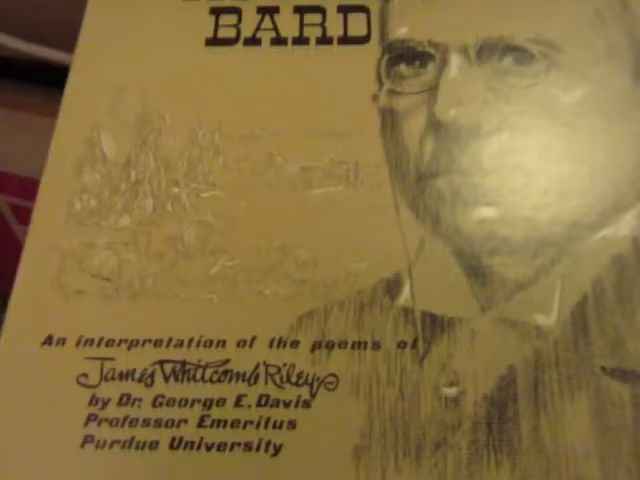 BARD
An interpretation of the poems of
James Whitcomb Riley
by Dr. George E. Davis
Professor Emeritus
Purdue University